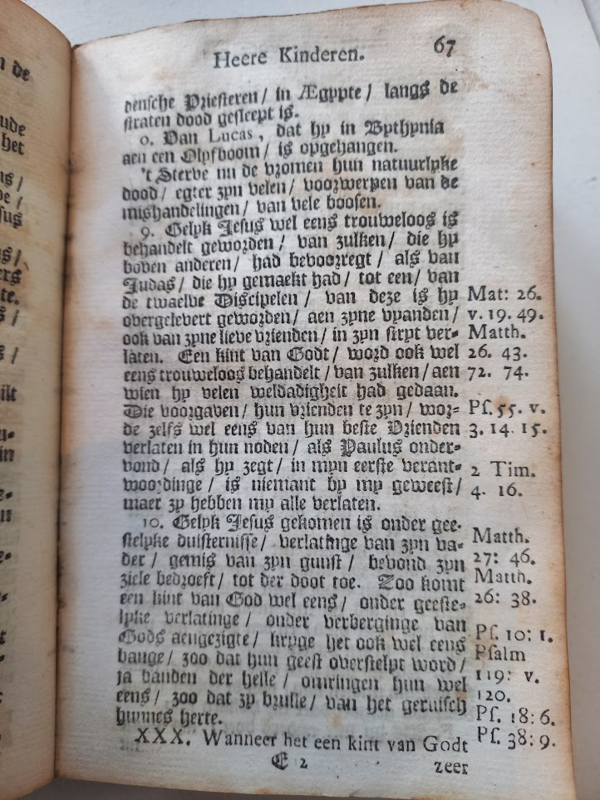 Heere Kinderen. 67
densche Priesteren / in Ægypte / langs de
straten dood gesleept is.
0. Van Lucas, dat hy in Bythynia
aen een Olyfboom / is opgehangen.
't Sterve nu de vromen hun natuurlyke
dood / egter zyn velen / voorwerpen van de
mishandelingen / van vele boosen.
9. Gelyk Jesus wel eens trouweloos is
behandelt geworden / van zulken / die hy
boven anderen / had bevoorregt / als van
Judas / die hy gemaekt had / tot een / van
de twaelve Discipelen / van deze is hy
overgelevert geworden / aen zyne vyanden /
ook van zyne lieve vrienden / in zyn stryt ver-
laten. Een kint van Godt / word ook wel
eens trouweloos behandelt / van zulken / aen
wien hy velen weldadigheit had gedaan.
Die voorgaven / hun vrienden te zyn / wor-
de zelfs wel eens van hun beste Vrienden
verlaten in hun noden / als Paulus onder-
vond / als hy zegt / in myn eerste verant-
woordinge / is niemant by my geweest /
maer zy hebben my alle verlaten.
10. Gelyk Jesus gekomen is onder gee-
stelyke duisternisse / verlatinge van zyn va-
der / gemis van zyn gunst / bevond zyn
ziele bedroeft / tot der doot toe. Zoo komt
een kint van God wel eens / onder geeste-
lyke verlatinge / onder verberginge van
Gods aengezigte / krygt het ook wel eens
bange / zoo dat hun geest overstelpt word /
ja banden der helle / omringen hun wel
eens / zoo dat zy brulle / van het geruisch
hunnes herte.
XXX. Wanneer het een kint van Godt
E 2 zeer
Mat: 26.
v. 19. 49.
Matth.
26. 43.
72. 74.
Ps. 55. v.
3. 14. 15.
2 Tim.
4. 16.
Matth.
27: 46.
Matth.
26: 38.
Ps. 10: 1.
Psalm
119: v.
120.
Ps. 18: 6.
Ps. 38: 9.